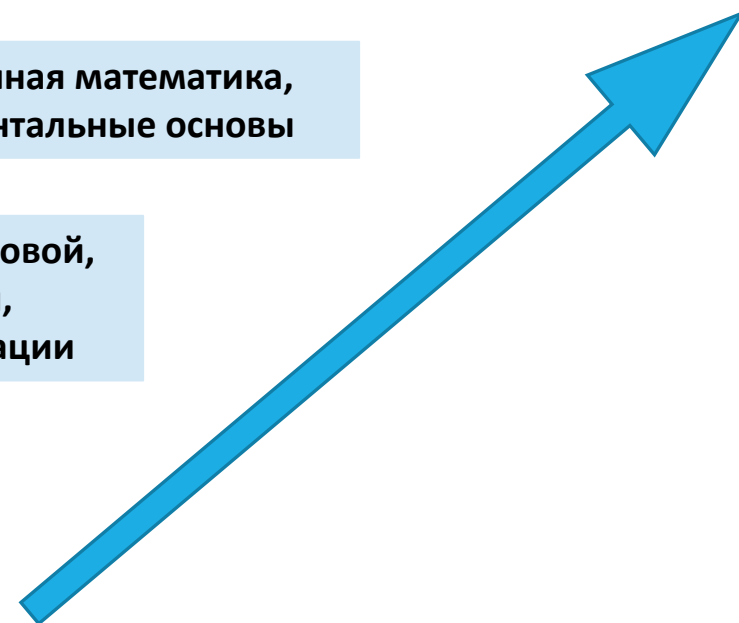 ная математика,
нтальные основы
овой,
,
ации